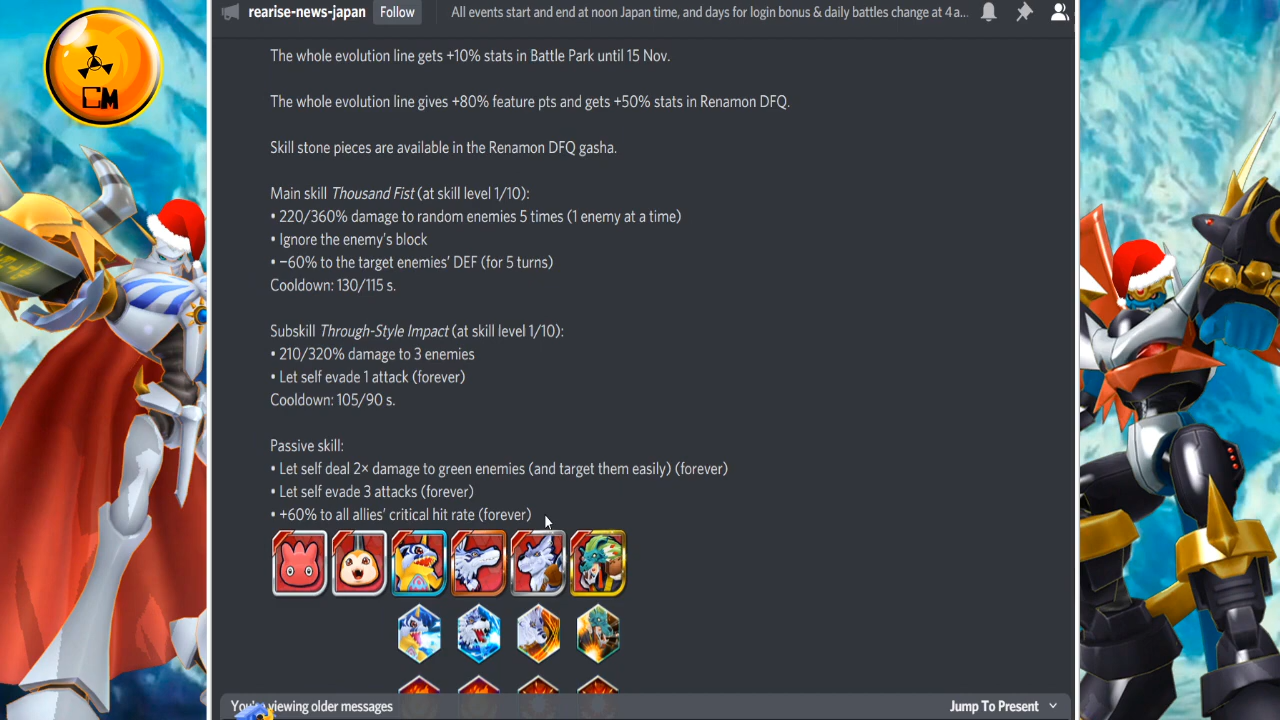 rearise-news-japan Follow All events start and end at noon Japan time, and days for login bonus & daily battles change at 4 a...
CM
The whole evolution line gets +10% stats in Battle Park until 15 Nov.
The whole evolution line gives +80% feature pts and gets +50% stats in Renamon DFQ.
Skill stone pieces are available in the Renamon DFQ gasha.
Main skill Thousand Fist (at skill level 1/10):
• 220/360% damage to random enemies 5 times (1 enemy at a time)
• Ignore the enemy's block
• −60% to the target enemies' DEF (for 5 turns)
Cooldown: 130/115 s.
Subskill Through-Style Impact (at skill level 1/10):
• 210/320% damage to 3 enemies
• Let self evade 1 attack (forever)
Cooldown: 105/90 s.
Passive skill:
• Let self deal 2× damage to green enemies (and target them easily) (forever)
• Let self evade 3 attacks (forever)
• +60% to all allies' critical hit rate (forever)
viewing older messages Jump To Present